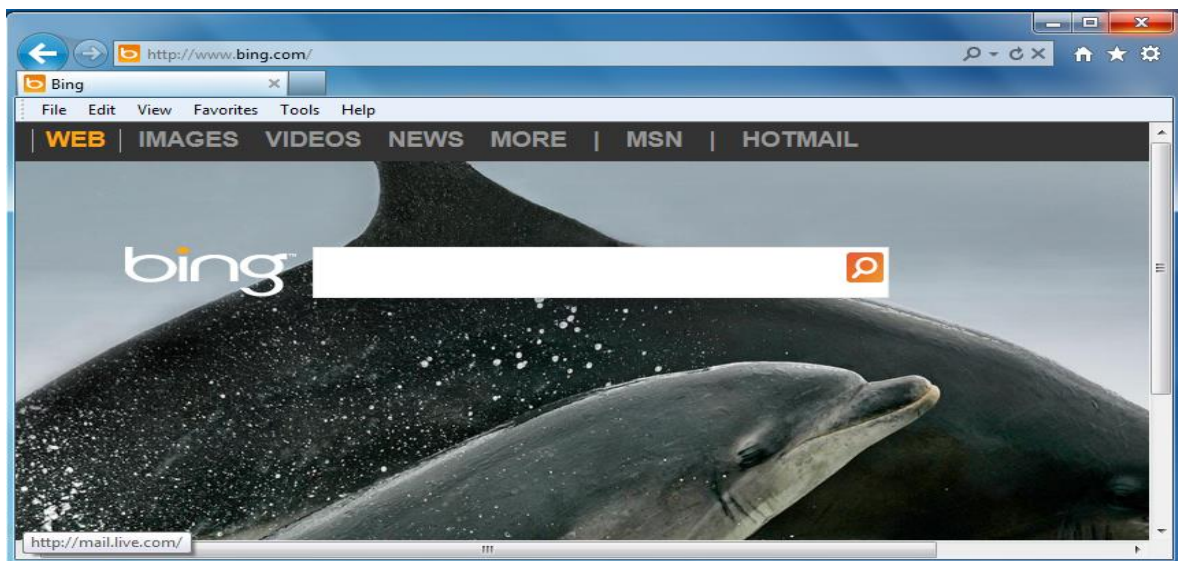 http://www.bing.com/
Bing
File Edit View Favorites Tools Help
| WEB | IMAGES VIDEOS NEWS MORE | MSN | HOTMAIL
bing™
http://mail.live.com/